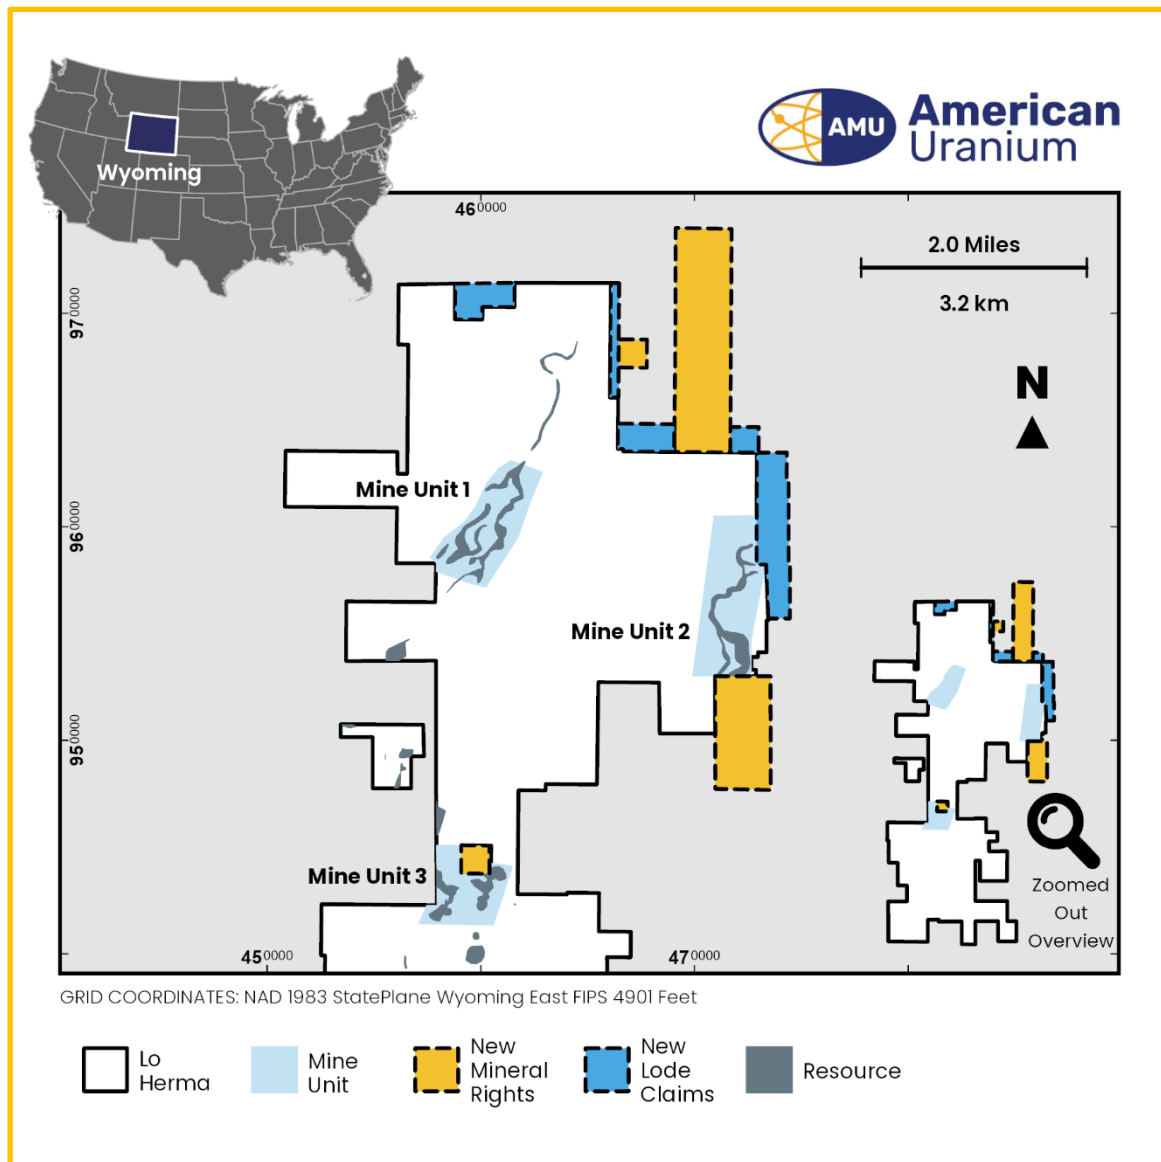 Wyoming
AMU
American
Uranium
460000
2.0 Miles
3.2 km
N
970000
960000
950000
Mine Unit 1
Mine Unit 2
Mine Unit 3
450000
470000
Zoomed
Out
Overview
GRID COORDINATES: NAD 1983 StatePlane Wyoming East FIPS 4901 Feet
Lo
Herma
Mine
Unit
New
Mineral
Rights
New
Lode
Claims
Resource